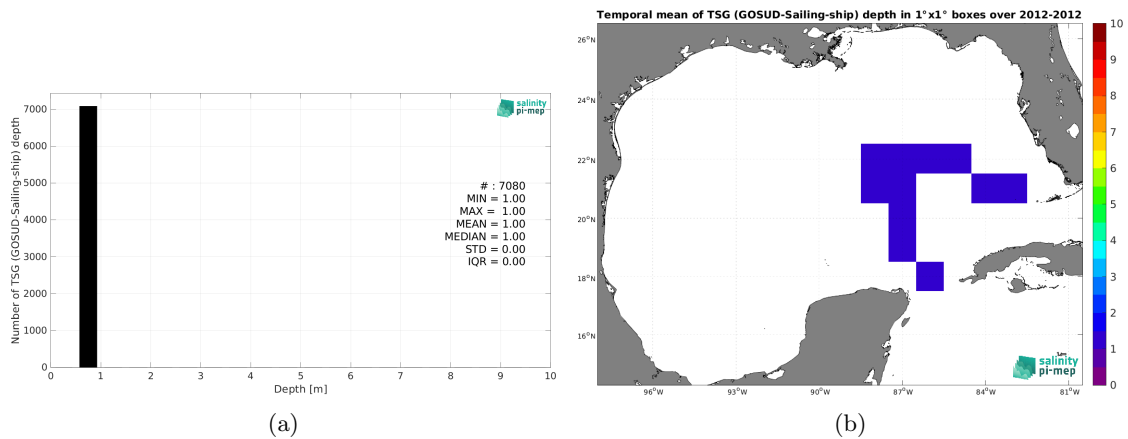 Number of TSG (GOSUD-Sailing-ship) depth
7000
6000
5000
4000
3000
2000
1000
0
salinity
pi-mep
# : 7080
MIN = 1.00
MAX = 1.00
MEAN = 1.00
MEDIAN = 1.00
STD = 0.00
IQR = 0.00
0 1 2 3 4 5 6 7 8 9 10
Depth [m]
(a)
Temporal mean of TSG (GOSUD-Sailing-ship) depth in 1°x1° boxes over 2012-2012
26°N
24°N
22°N
20°N
18°N
16°N
96°W 93°W 90°W 87°W 84°W 81°W
salinity
pi-mep
10
9
8
7
6
5
4
3
2
1
0
(b)